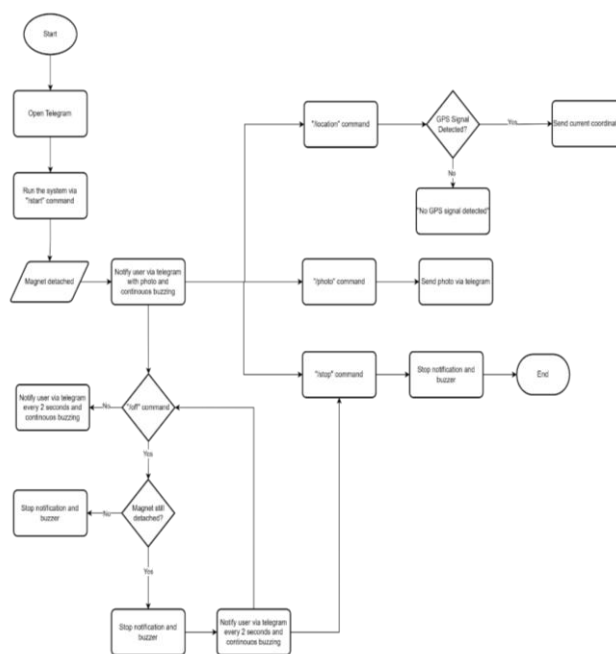 Start
Open Telegram
Run the system via
"/start" command
Magnet detached
Notify user via telegram
with photo and
continuous buzzing
"/location" command
GPS Signal
Detected?
Yes
Send current coordinat
No
"No GPS signal detected"
"/photo" command
Send photo via telegram
"/stop" command
Stop notification and
buzzer
End
"/off" command
No
Notify user via telegram
every 2 seconds and
continuous buzzing
Yes
Magnet still
detached?
No
Stop notification and
buzzer
Yes
Stop notification and
buzzer
Notify user via telegram
every 2 seconds and
continuous buzzing